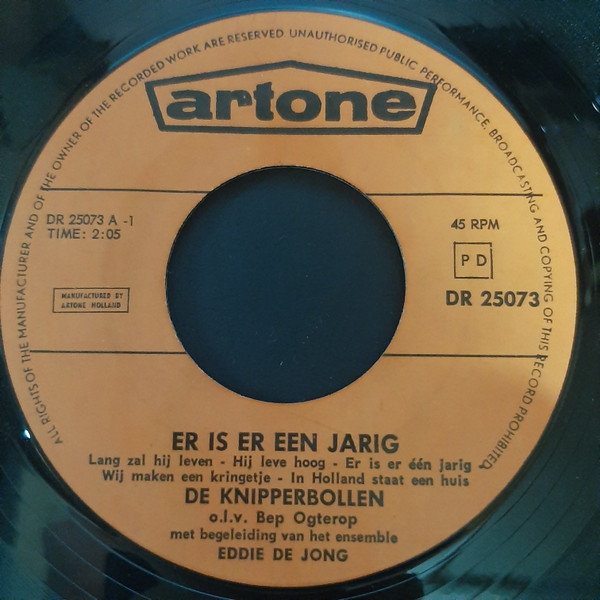 ALL RIGHTS OF THE MANUFACTURER AND OF THE OWNER OF THE RECORDED WORK ARE RESERVED UNAUTHORISED PUBLIC PERFORMANCE, BROADCASTING AND COPYING OF THIS RECORD PROHIBITED.
artone
DR 25073 A -1
TIME: 2:05
45 RPM
P D
MANUFACTURED BY
ARTONE HOLLAND
DR 25073
ER IS ER EEN JARIG
Lang zal hij leven - Hij leve hoog - Er is er één jarig -
Wij maken een kringetje - In Holland staat een huis
DE KNIPPERBOLLEN
o.l.v. Bep Ogterop
met begeleiding van het ensemble
EDDIE DE JONG